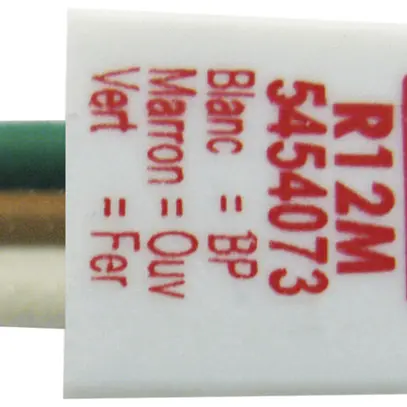 R12M
5454073
Blanc = BP
Marron = Ouv
Vert = Fer